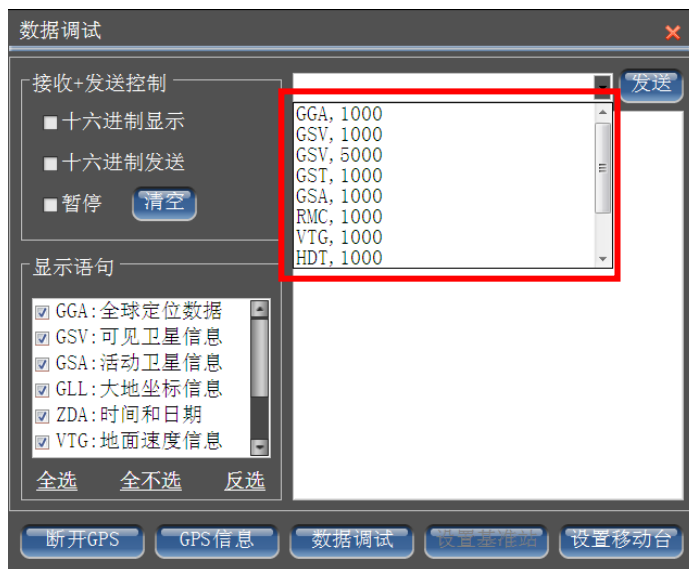 数据调试
接收+发送控制
十六进制显示
十六进制发送
暂停 清空
发送
GGA, 1000
GSV, 1000
GSV, 5000
GST, 1000
GSA, 1000
RMC, 1000
VTG, 1000
HDT, 1000
显示语句
GGA:全球定位数据
GSV:可见卫星信息
GSA:活动卫星信息
GLL:大地坐标信息
ZDA:时间和日期
VTG:地面速度信息
全选 全不选 反选
断开GPS GPS信息 数据调试 设置基准站 设置移动台